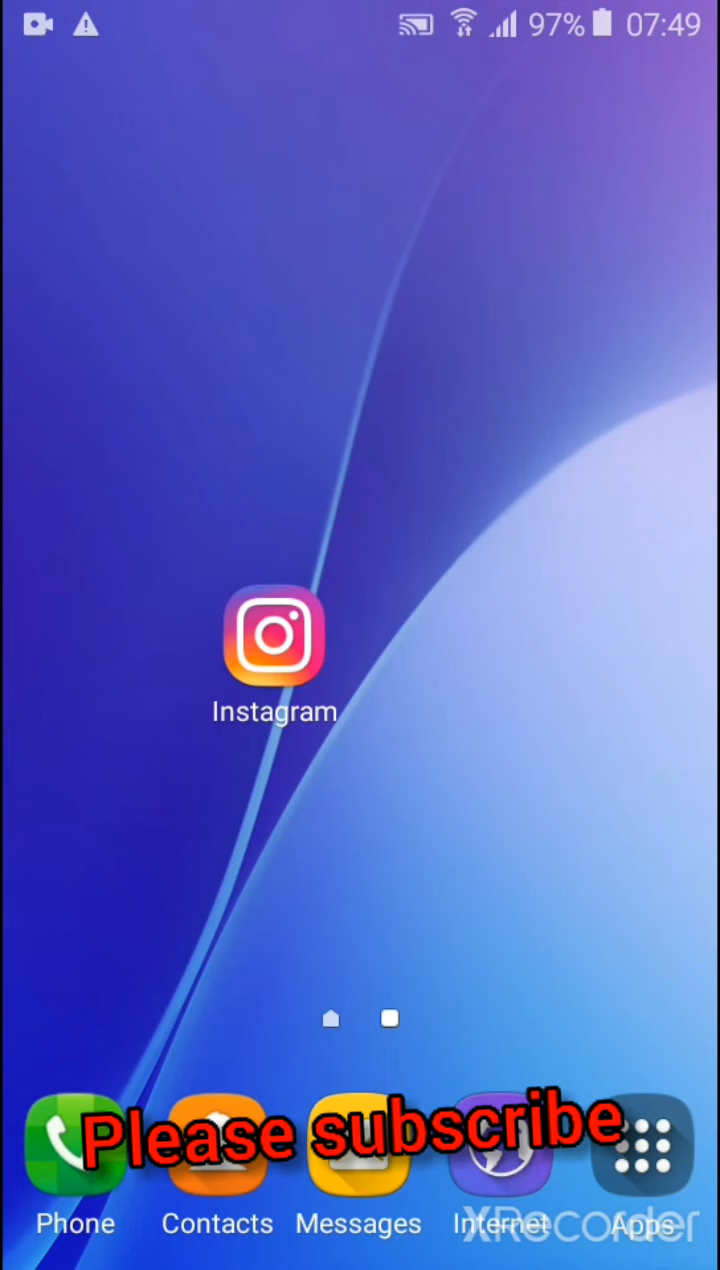 97% 07:49
Instagram
Please subscribe
Phone Contacts Messages Internet Apps
XRecorder